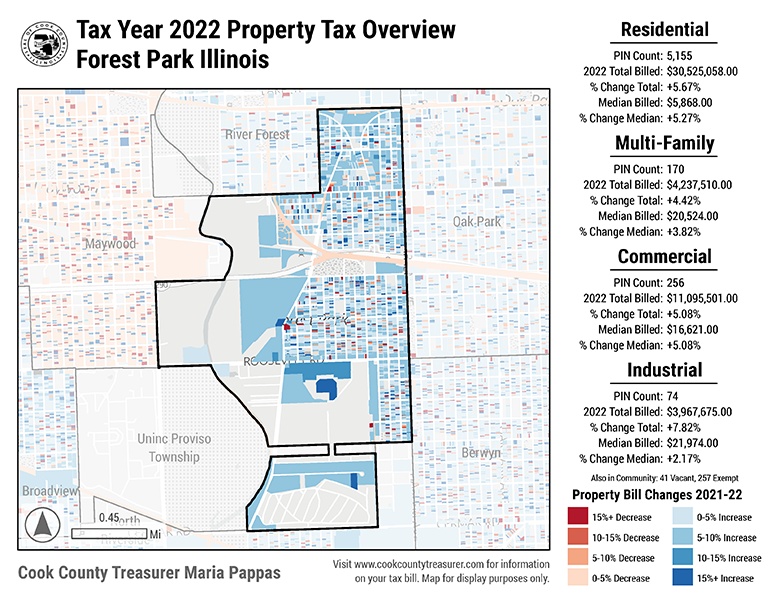 Tax Year 2022 Property Tax Overview
Forest Park Illinois
River Forest
Oak Park
Maywood
290
ROOSEVELT RD
Uninc Proviso
Township
Berwyn
Broadview
0.45
North
Mi
Cook County Treasurer Maria Pappas
Visit www.cookcountytreasurer.com for information
on your tax bill. Map for display purposes only.
Residential
PIN Count: 5,155
2022 Total Billed: $30,525,058.00
% Change Total: +5.67%
Median Billed: $5,868.00
% Change Median: +5.27%
Multi-Family
PIN Count: 170
2022 Total Billed: $4,237,510.00
% Change Total: +4.42%
Median Billed: $20,524.00
% Change Median: +3.82%
Commercial
PIN Count: 256
2022 Total Billed: $11,095,501.00
% Change Total: +5.08%
Median Billed: $16,621.00
% Change Median: +5.08%
Industrial
PIN Count: 74
2022 Total Billed: $3,967,675.00
% Change Total: +7.82%
Median Billed: $21,974.00
% Change Median: +2.17%
Also in Community: 41 Vacant, 257 Exempt
Property Bill Changes 2021-22
15%+ Decrease
0-5% Increase
10-15% Decrease
5-10% Increase
5-10% Decrease
10-15% Increase
0-5% Decrease
15%+ Increase